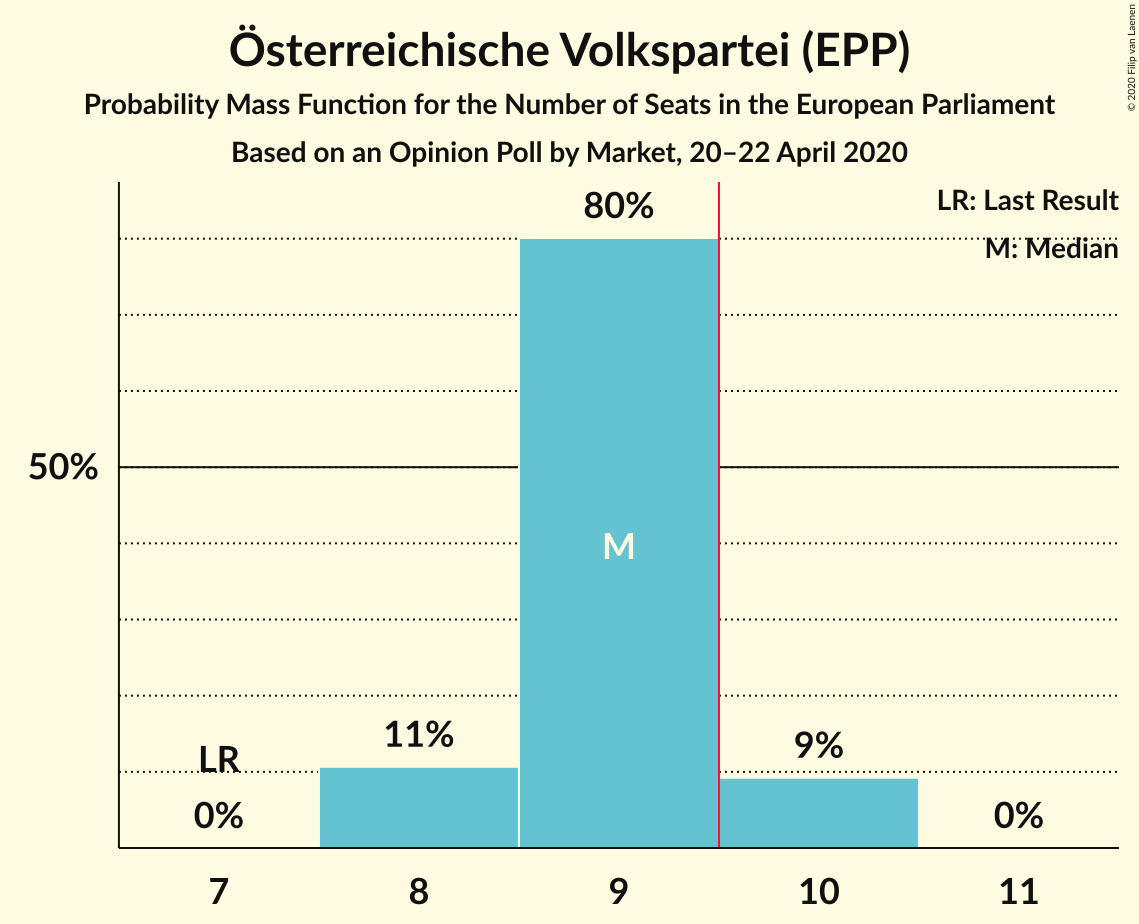 Österreichische Volkspartei (EPP)
Probability Mass Function for the Number of Seats in the European Parliament
Based on an Opinion Poll by Market, 20–22 April 2020
© 2020 Filip van Laenen
LR: Last Result
M: Median
80%
50%
M
11%
9%
LR
0%
0%
7 8 9 10 11